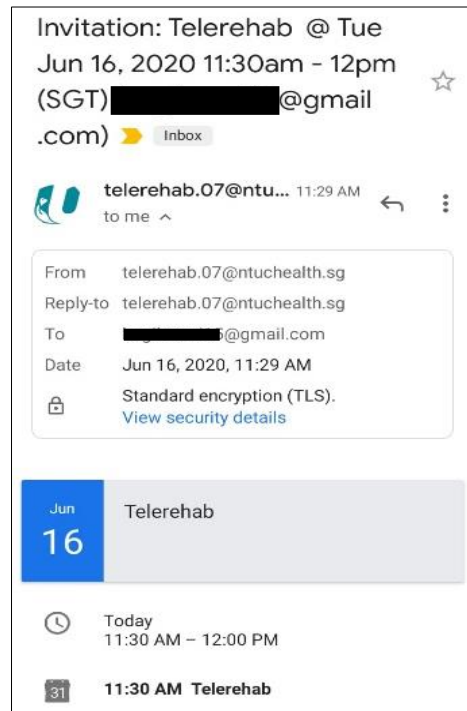 Invitation: Telerehab @ Tue
Jun 16, 2020 11:30am - 12pm
(SGT) @gmail
.com) Inbox
telerehab.07@ntu... 11:29 AM
to me
From telerehab.07@ntuchealth.sg
Reply-to telerehab.07@ntuchealth.sg
To @gmail.com
Date Jun 16, 2020, 11:29 AM
Standard encryption (TLS).
View security details
Jun
16
Telerehab
Today
11:30 AM – 12:00 PM
31 11:30 AM Telerehab